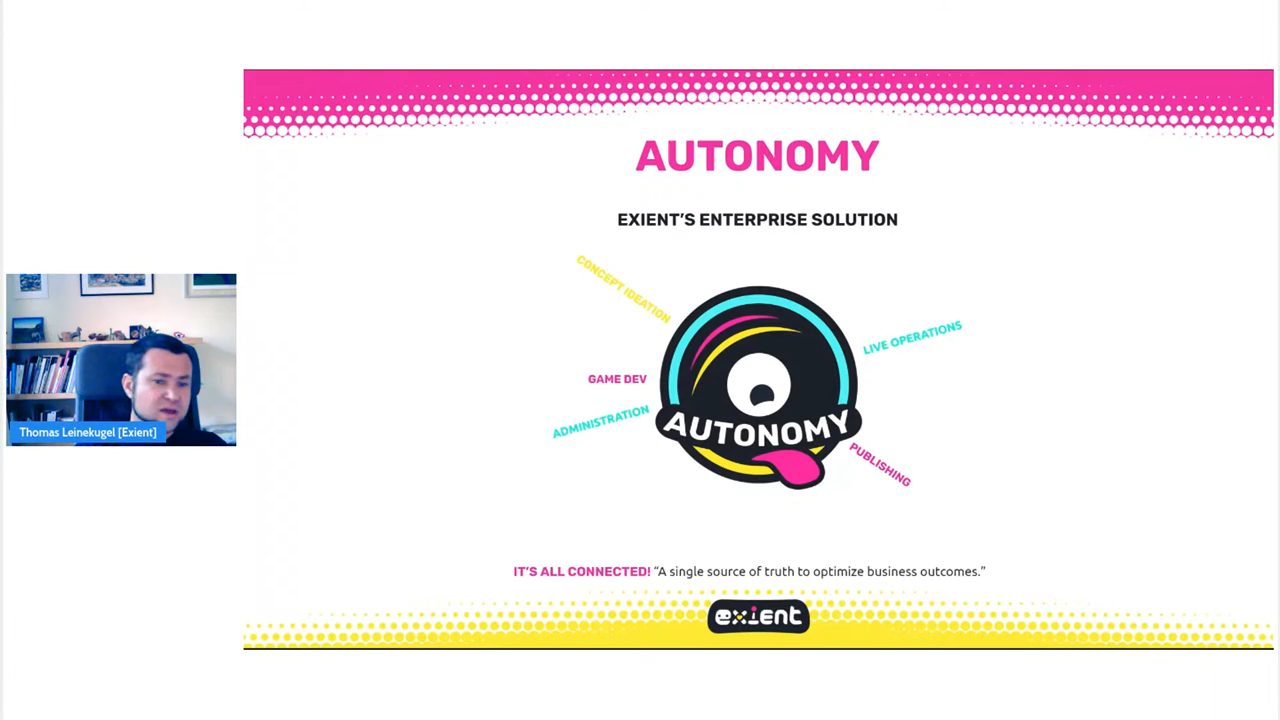 AUTONOMY
EXIENT'S ENTERPRISE SOLUTION
CONCEPT IDEATION
LIVE OPERATIONS
GAME DEV
ADMINISTRATION
AUTONOMY
PUBLISHING
Thomas Leinekugel [Exient]
IT'S ALL CONNECTED! “A single source of truth to optimize business outcomes.”
exient